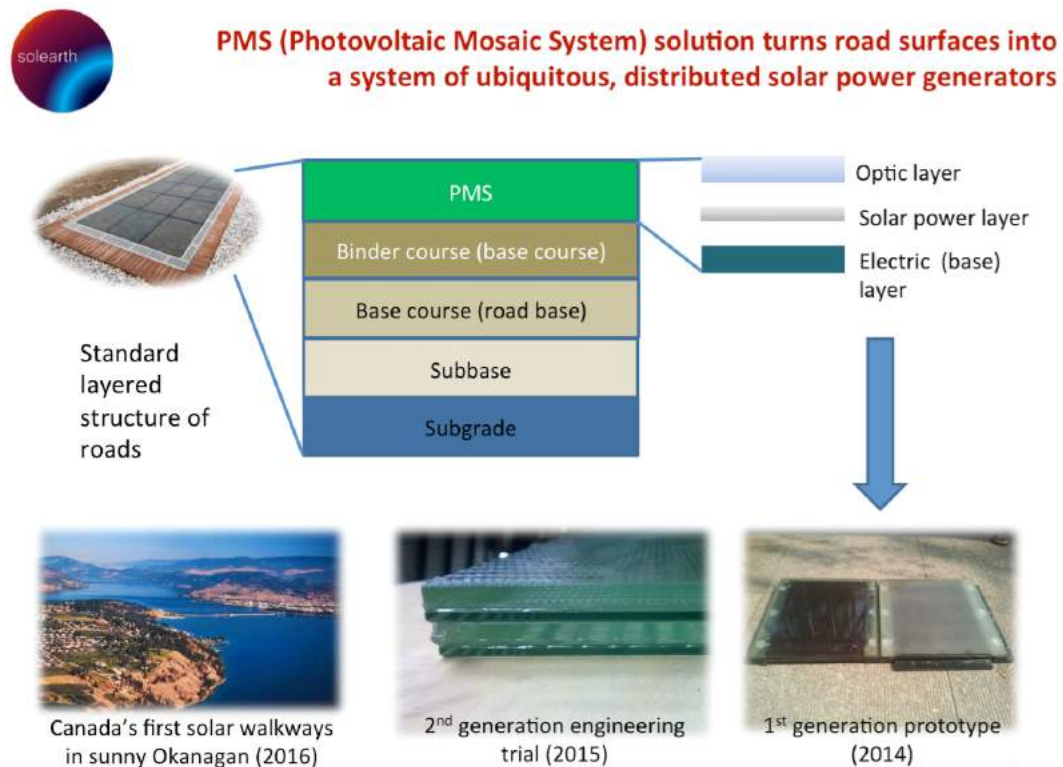 solearth
PMS (Photovoltaic Mosaic System) solution turns road surfaces into
a system of ubiquitous, distributed solar power generators
PMS
Binder course (base course)
Base course (road base)
Subbase
Subgrade
Optic layer
Solar power layer
Electric (base)
layer
Standard
layered
structure of
roads
Canada's first solar walkways
in sunny Okanagan (2016)
2nd generation engineering
trial (2015)
1st generation prototype
(2014)